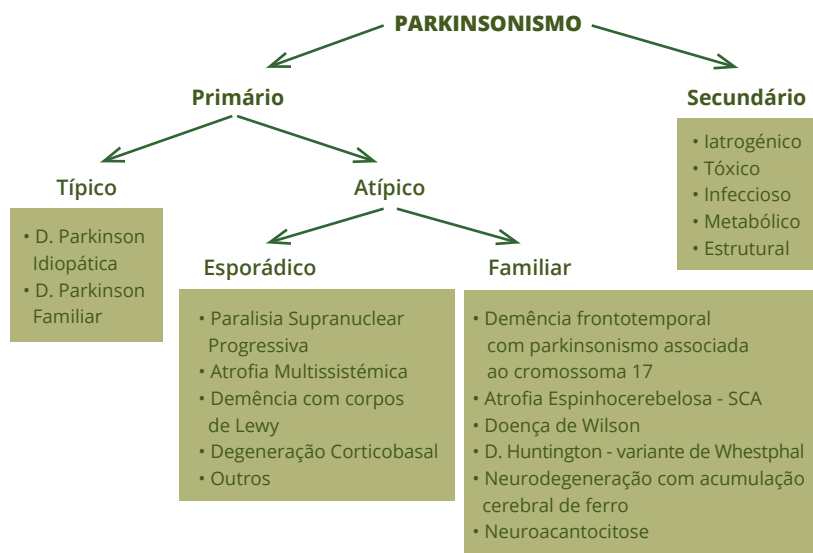 PARKINSONISMO
Primário
Secundário
• Iatrogénico
• Tóxico
• Infeccioso
• Metabólico
• Estrutural
Típico
• D. Parkinson
Idiopática
• D. Parkinson
Familiar
Atípico
Esporádico
• Paralisia Supranuclear
Progressiva
• Atrofia Multissistémica
• Demência com corpos
de Lewy
• Degeneração Corticobasal
• Outros
Familiar
• Demência frontotemporal
com parkinsonismo associada
ao cromossoma 17
• Atrofia Espinhocerebelosa - SCA
• Doença de Wilson
• D. Huntington - variante de Whestphal
• Neurodegeneração com acumulação
cerebral de ferro
• Neuroacantocitose